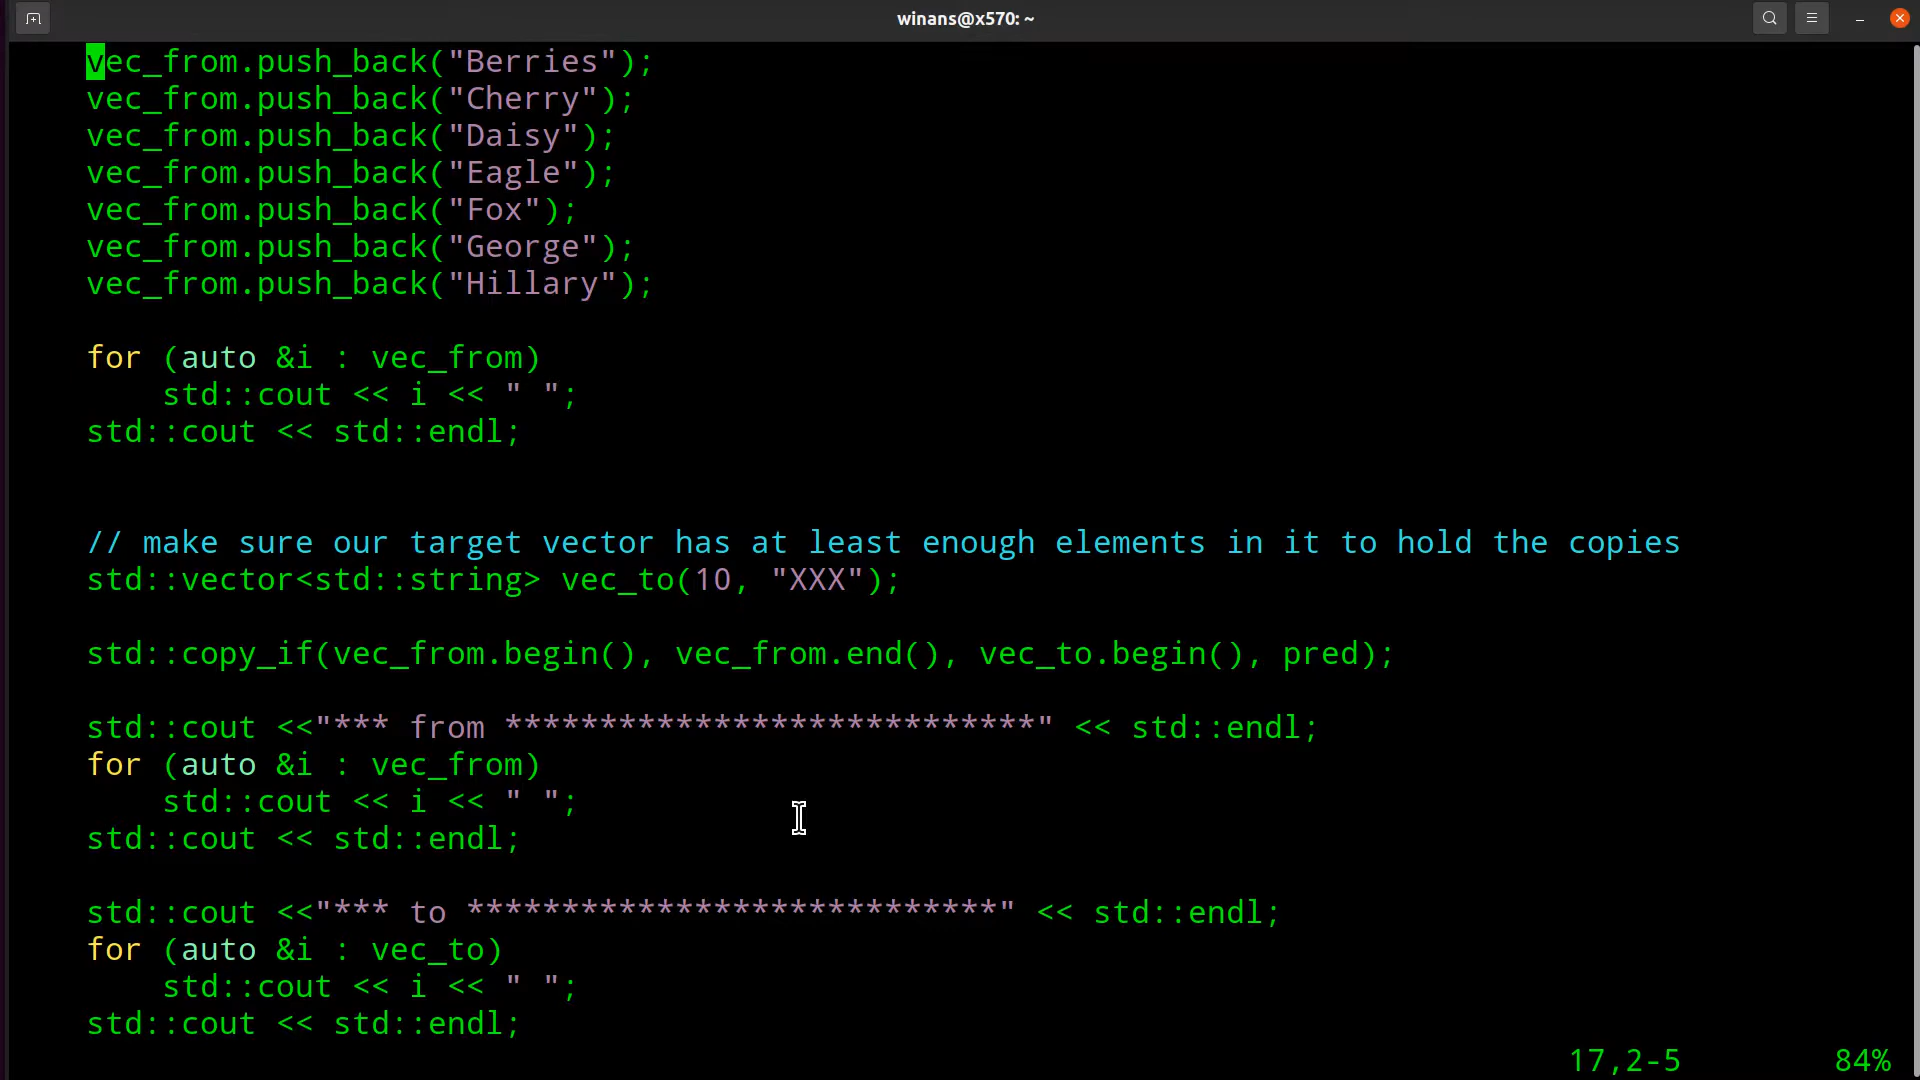 winans@x570: ~
vec_from.push_back("Berries");
vec_from.push_back("Cherry");
vec_from.push_back("Daisy");
vec_from.push_back("Eagle");
vec_from.push_back("Fox");
vec_from.push_back("George");
vec_from.push_back("Hillary");
for (auto &i : vec_from)
std::cout << i << " ";
std::cout << std::endl;
// make sure our target vector has at least enough elements in it to hold the copies
std::vector<std::string> vec_to(10, "XXX");
std::copy_if(vec_from.begin(), vec_from.end(), vec_to.begin(), pred);
std::cout <<"*** from ****************************" << std::endl;
for (auto &i : vec_from)
std::cout << i << " ";
std::cout << std::endl;
std::cout <<"*** to ****************************" << std::endl;
for (auto &i : vec_to)
std::cout << i << " ";
std::cout << std::endl;
17,2-5 84%